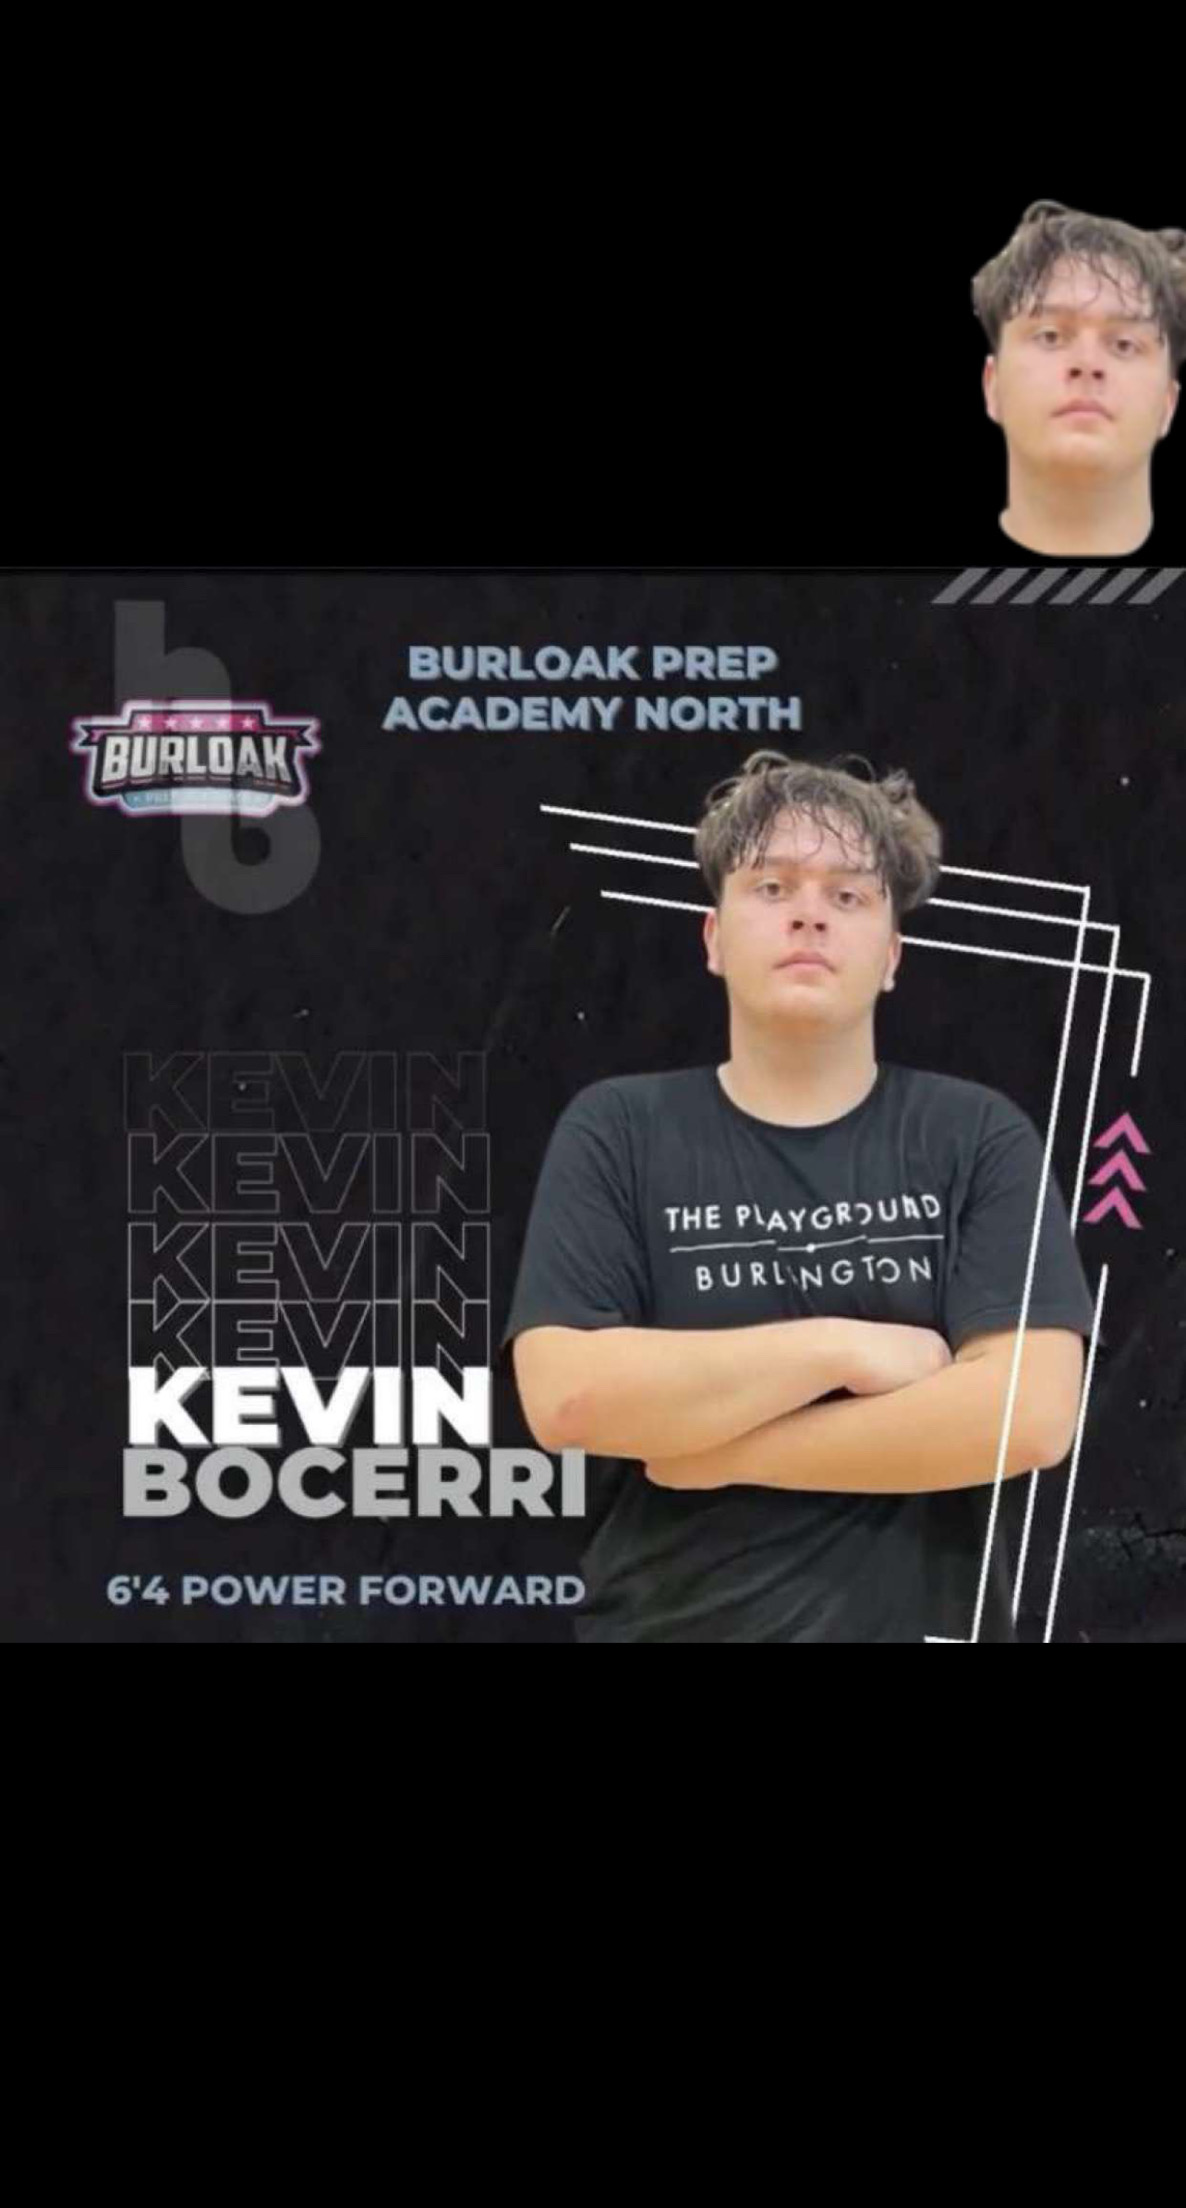 BURLOAK PREP
ACADEMY NORTH
BURLOAK
THE PLAYGROUND
BURLINGTON
KEVIN
KEVIN
KEVIN
KEVIN
KEVIN
BOCERRI
6'4 POWER FORWARD